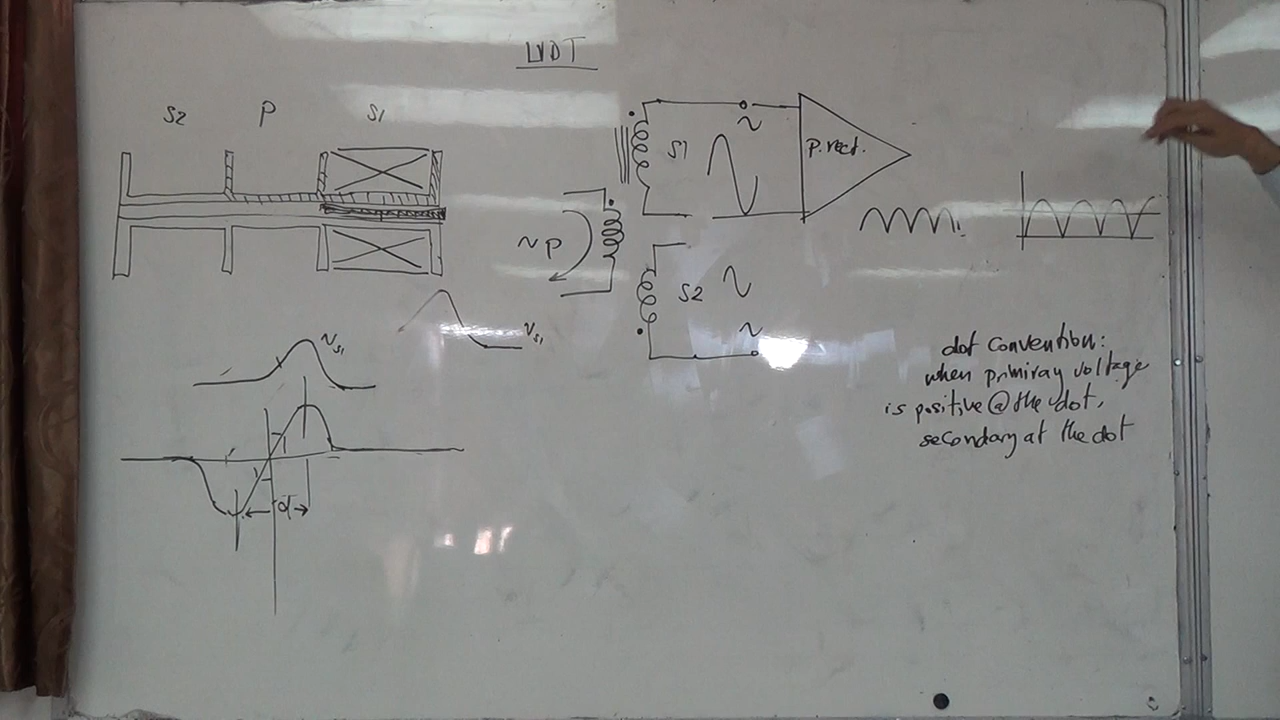 LVDT
S2 P S1
S1
P.rect.
~P
S2
Vs1
Vs1
d
dot convention:
when primiray voltage
is positive @ the dot,
secondary at the dot